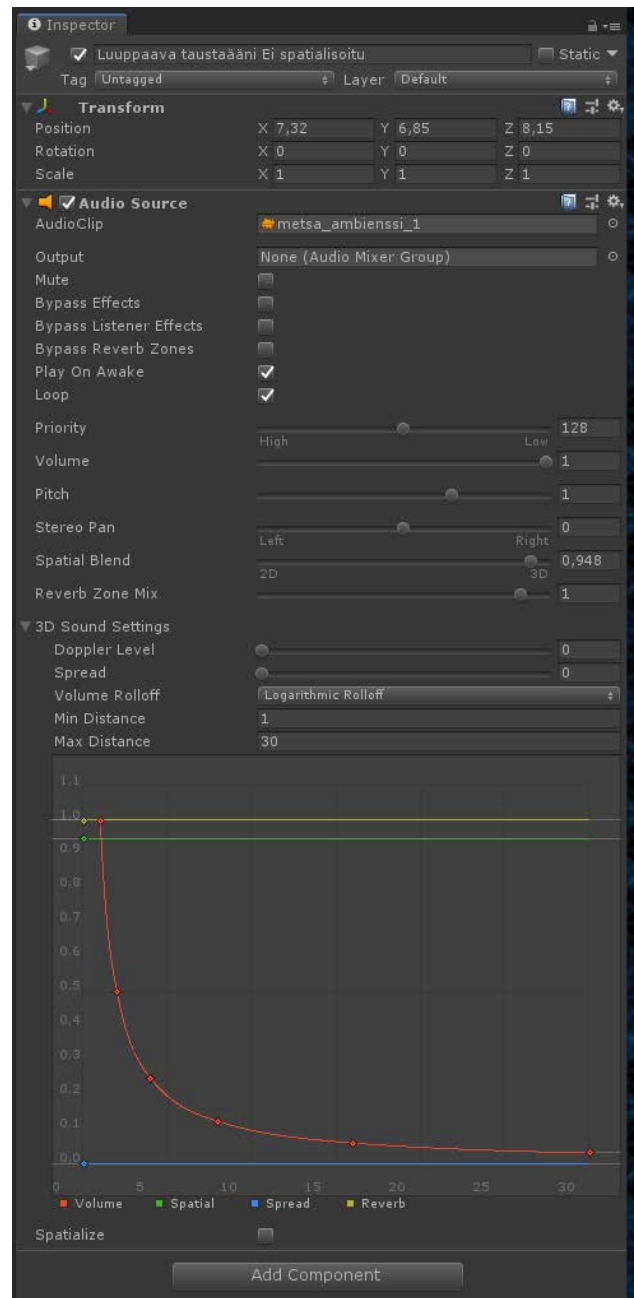 Inspector
Luuppaava taustaääni Ei spatialisoitu Static
Tag Untagged Layer Default
Transform
Position X 7,32 Y 6,85 Z 8,15
Rotation X 0 Y 0 Z 0
Scale X 1 Y 1 Z 1
Audio Source
AudioClip metsa_ambienssi_1
Output None (Audio Mixer Group)
Mute
Bypass Effects
Bypass Listener Effects
Bypass Reverb Zones
Play On Awake
Loop
Priority 128
High Low
Volume 1
Pitch 1
Stereo Pan 0
Left Right
Spatial Blend 0,948
2D 3D
Reverb Zone Mix 1
3D Sound Settings
Doppler Level 0
Spread 0
Volume Rolloff Logarithmic Rolloff
Min Distance 1
Max Distance 30
1.1
1.0
0.9
0.8
0.7
0.6
0.5
0.4
0.3
0.2
0.1
0.0
0 5 10 15 20 25 30
Volume Spatial Spread Reverb
Spatialize
Add Component